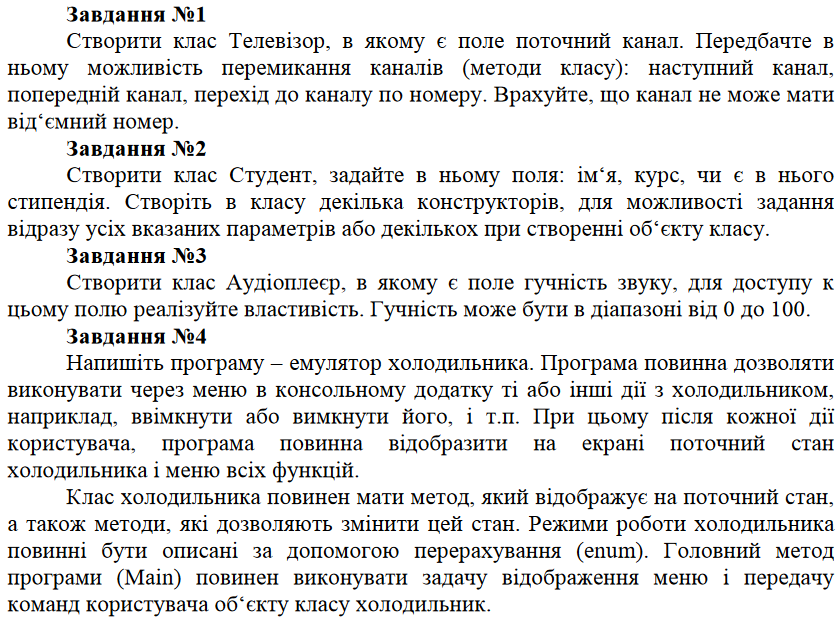 Завдання №1
Створити клас Телевізор, в якому є поле поточний канал. Передбачте в
ньому можливість перемикання каналів (методи класу): наступний канал,
попередній канал, перехід до каналу по номеру. Врахуйте, що канал не може мати
від‘ємний номер.
Завдання №2
Створити клас Студент, задайте в ньому поля: ім‘я, курс, чи є в нього
стипендія. Створіть в класу декілька конструкторів, для можливості задання
відразу усіх вказаних параметрів або декількох при створенні об‘єкту класу.
Завдання №3
Створити клас Аудіоплеєр, в якому є поле гучність звуку, для доступу к
цьому полю реалізуйте властивість. Гучність може бути в діапазоні від 0 до 100.
Завдання №4
Напишіть програму – емулятор холодильника. Програма повинна дозволяти
виконувати через меню в консольному додатку ті або інші дії з холодильником,
наприклад, ввімкнути або вимкнути його, і т.п. При цьому після кожної дії
користувача, програма повинна відобразити на екрані поточний стан
холодильника і меню всіх функцій.
Клас холодильника повинен мати метод, який відображує на поточний стан,
а також методи, які дозволяють змінити цей стан. Режими роботи холодильника
повинні бути описані за допомогою перерахування (enum). Головний метод
програми (Main) повинен виконувати задачу відображення меню і передачу
команд користувача об‘єкту класу холодильник.